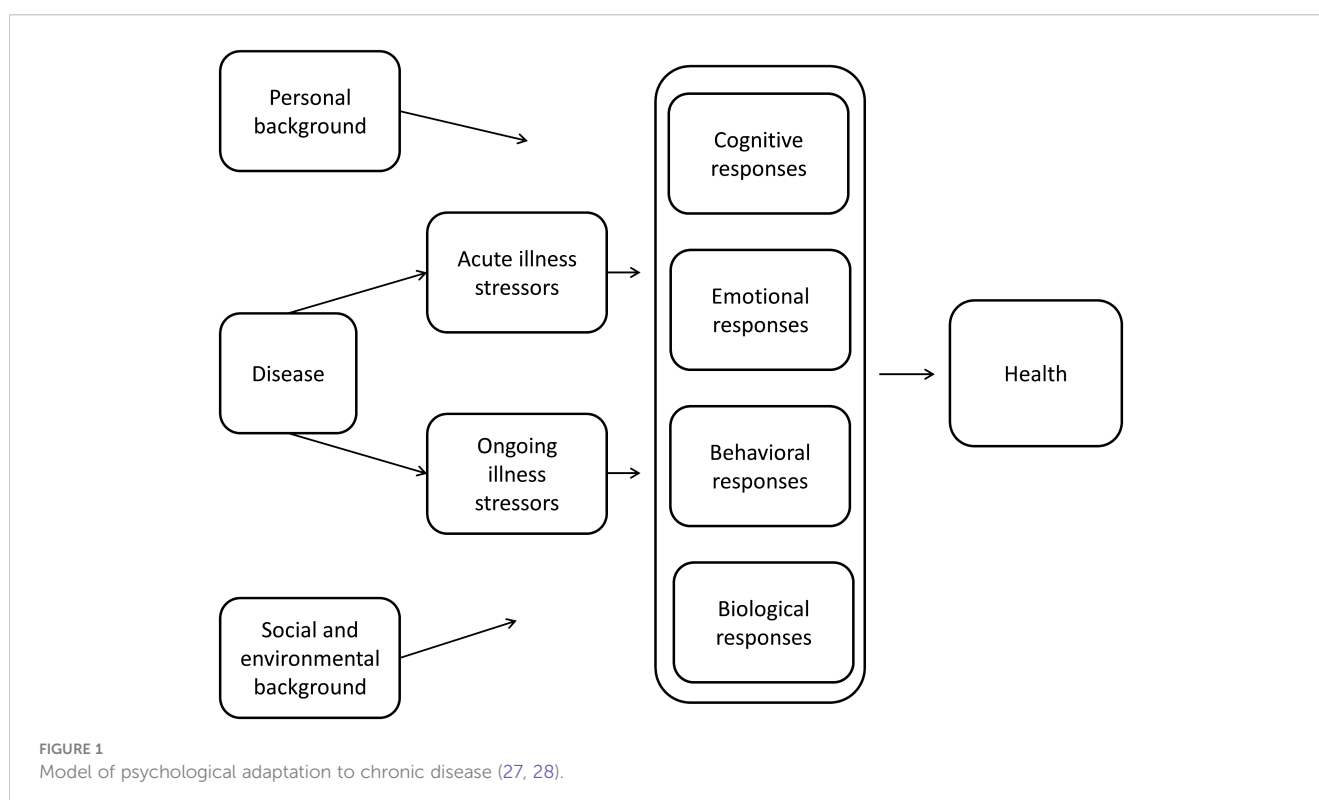 Personal
background
Cognitive
responses
Acute illness
stressors
Emotional
responses
Disease
Health
Ongoing
illness
stressors
Behavioral
responses
Social and
environmental
background
Biological
responses
FIGURE 1
Model of psychological adaptation to chronic disease (27, 28).